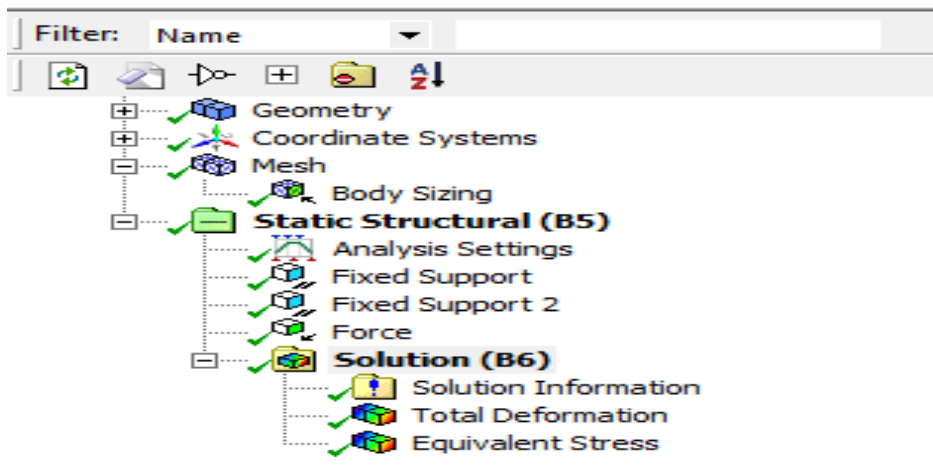 Filter: Name
Geometry
Coordinate Systems
Mesh
Body Sizing
Static Structural (B5)
Analysis Settings
Fixed Support
Fixed Support 2
Force
Solution (B6)
Solution Information
Total Deformation
Equivalent Stress